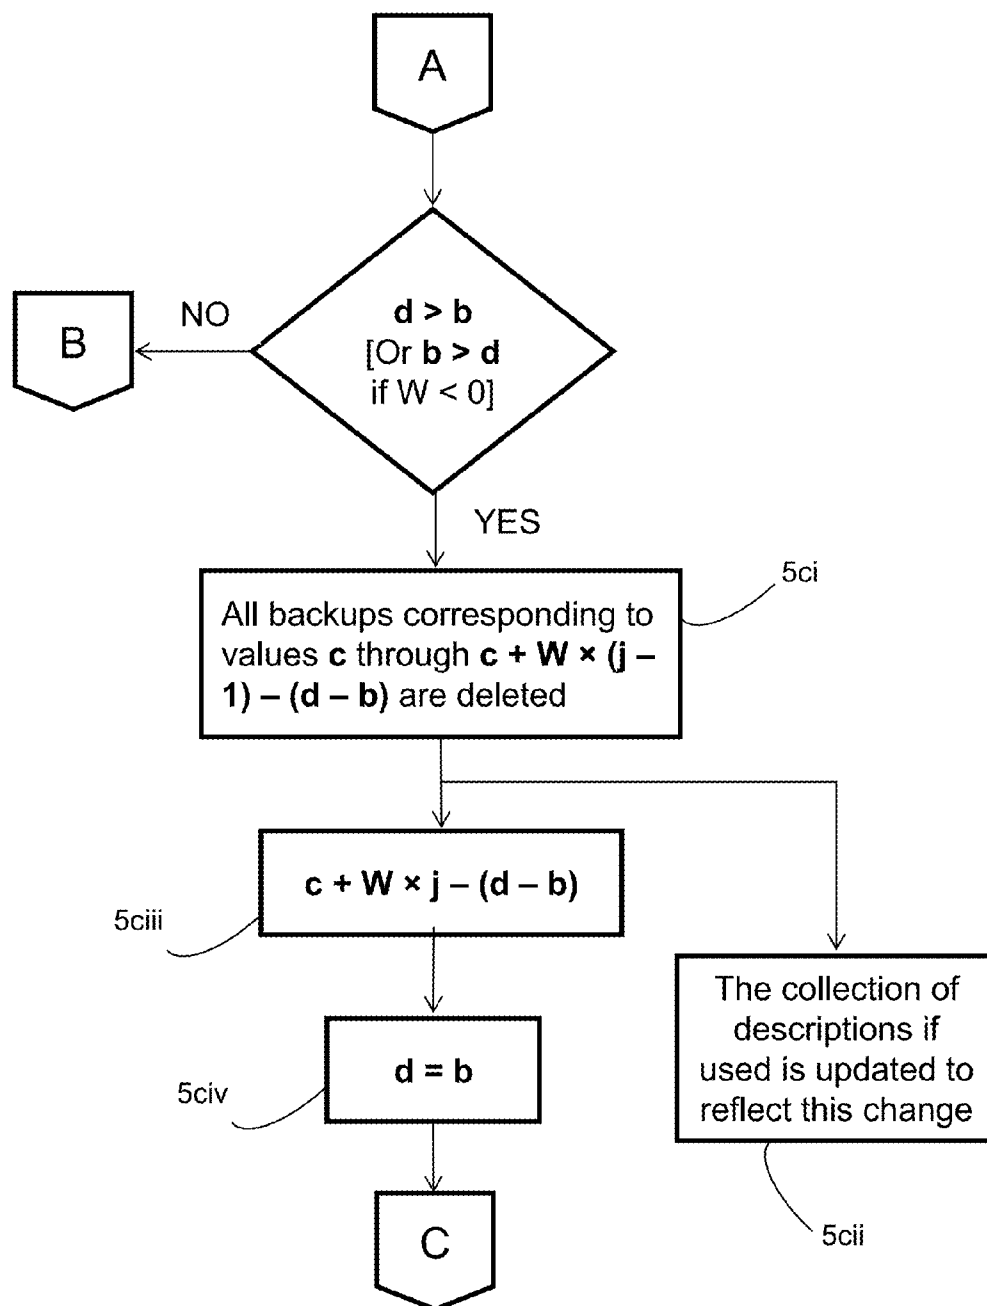 A
d > b
[Or b > d
if W < 0]
NO
B
YES
5ci
All backups corresponding to
values c through c + W × (j –
1) – (d – b) are deleted
c + W × j – (d – b)
5ciii
The collection of
descriptions if
used is updated to
reflect this change
d = b
5civ
5cii
C